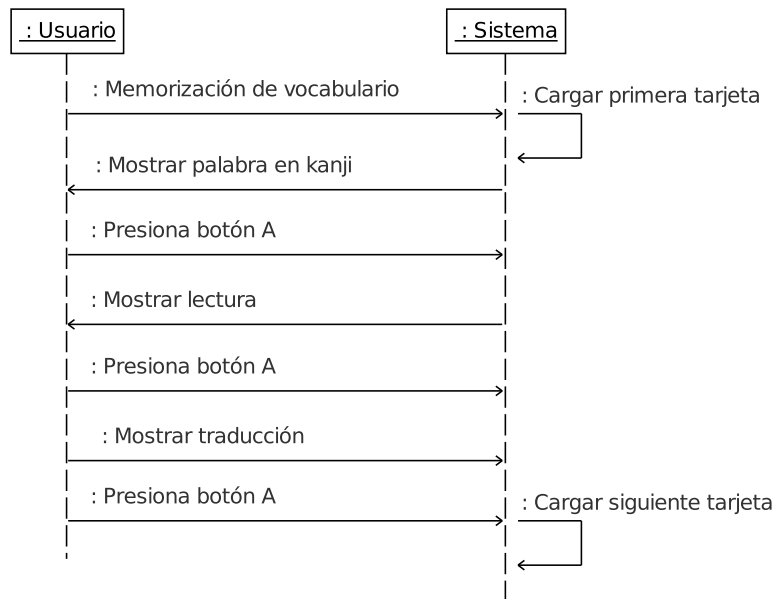 : Usuario
: Sistema
: Memorización de vocabulario
: Cargar primera tarjeta
: Mostrar palabra en kanji
: Presiona botón A
: Mostrar lectura
: Presiona botón A
: Mostrar traducción
: Presiona botón A
: Cargar siguiente tarjeta